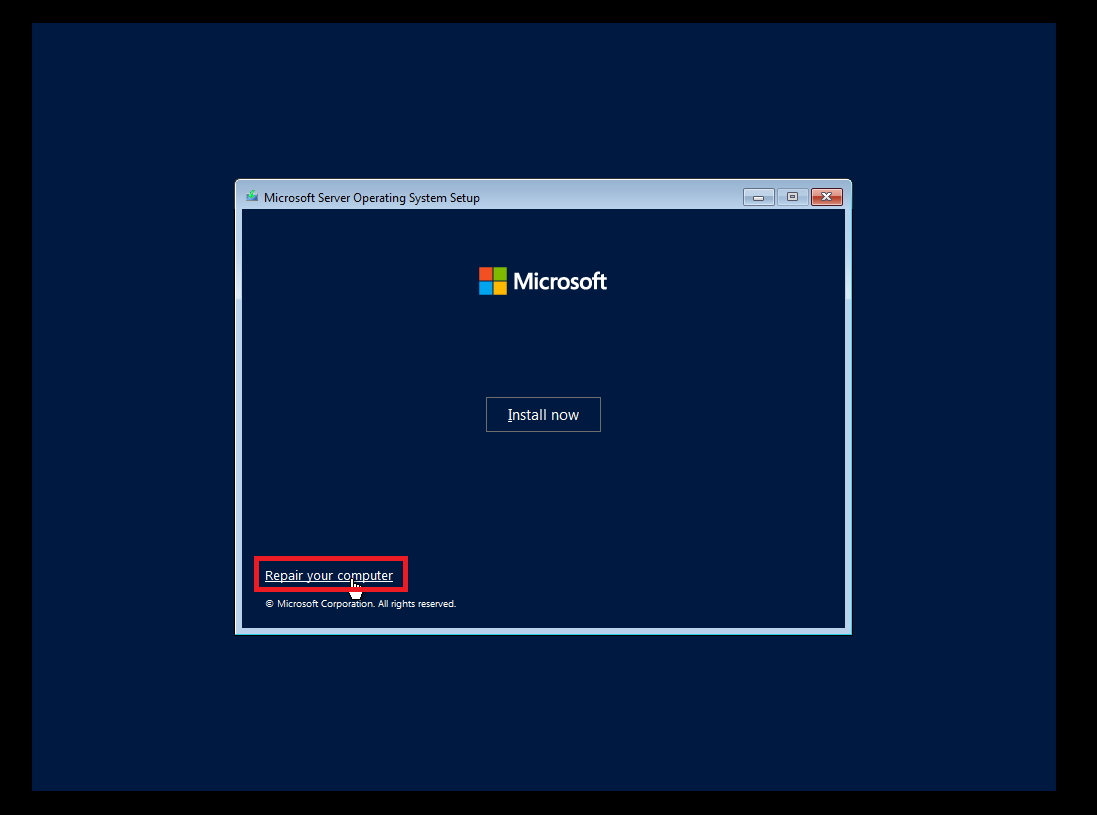 Microsoft Server Operating System Setup
Microsoft
Install now
Repair your computer
© Microsoft Corporation. All rights reserved.